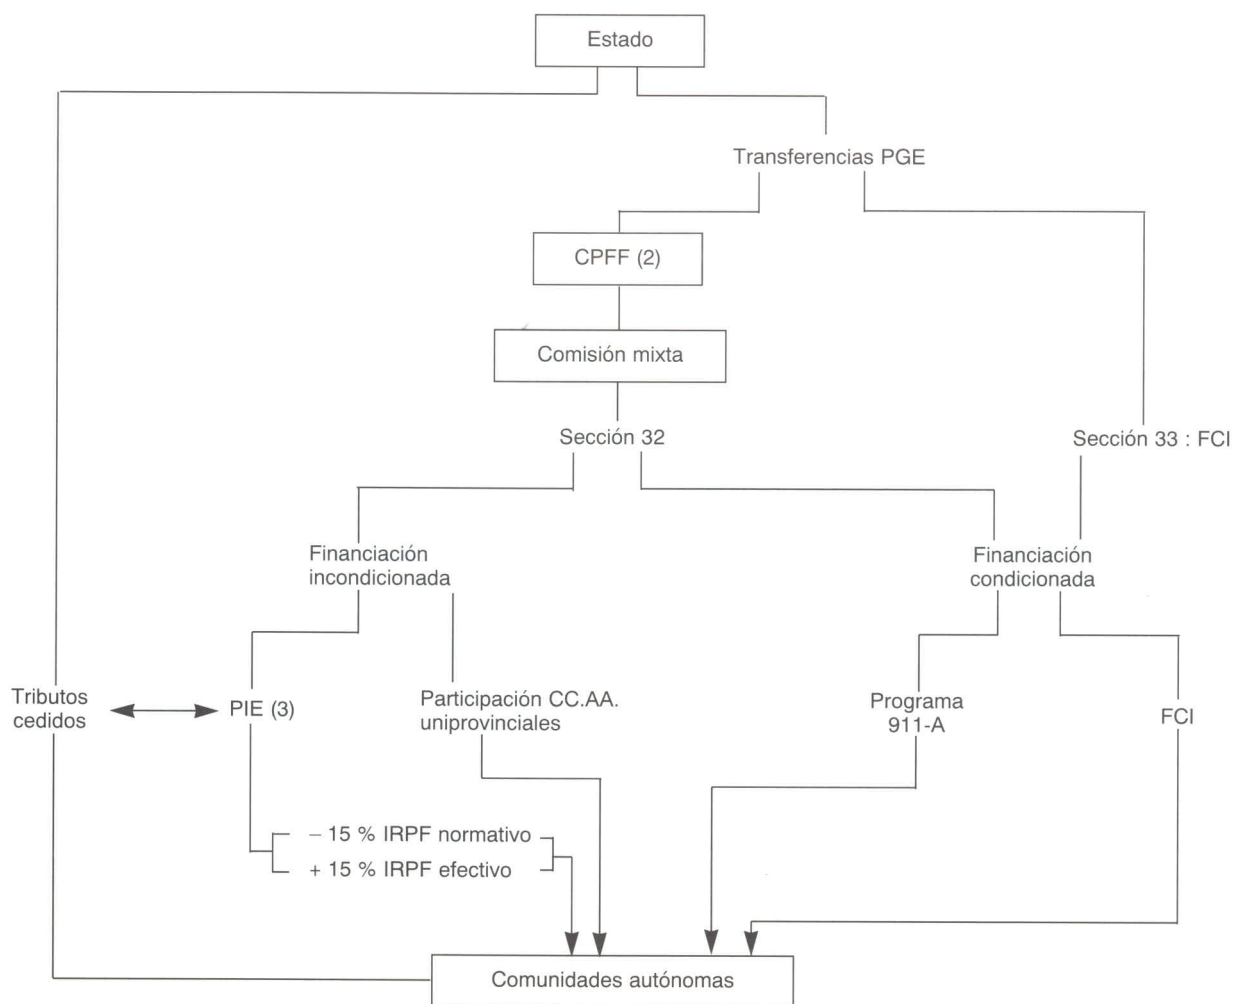 Estado
Transferencias PGE
CPFF (2)
Comisión mixta
Sección 32
Sección 33 : FCI
Financiación
incondicionada
Financiación
condicionada
Tributos
cedidos
PIE (3)
Participación CC.AA.
uniprovinciales
Programa
911-A
FCI
– 15 % IRPF normativo
+ 15 % IRPF efectivo
Comunidades autónomas